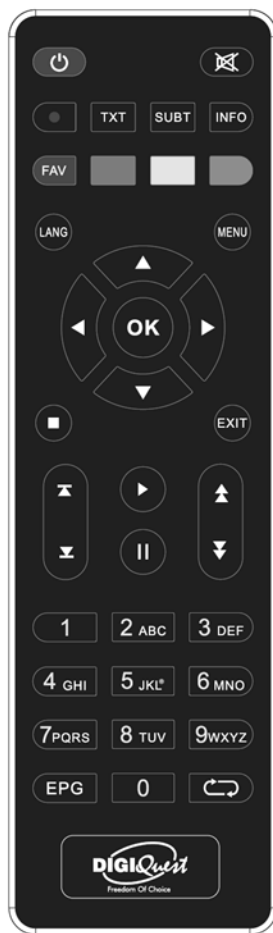 TXT SUBT INFO
FAV
LANG MENU
OK
EXIT
1 2 ABC 3 DEF
4 GHI 5 JKL 6 MNO
7PQRS 8 TUV 9WXYZ
EPG 0
DIGIQuest
Freedom Of Choice